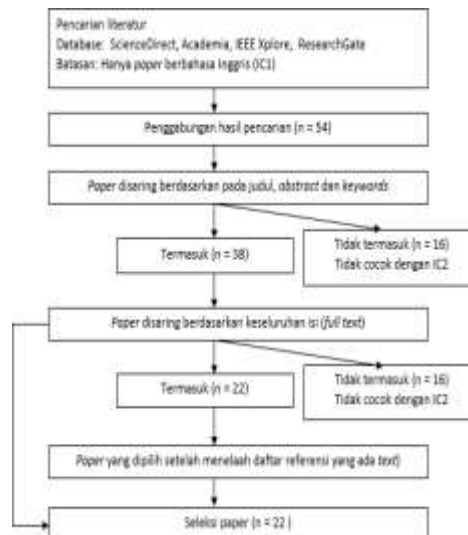 Pencarian literatur
Database: ScienceDirect, Academia, IEEE Xplore, ResearchGate
Batasan: Hanya paper berbahasa Inggris (IC1)
Penggabungan hasil pencarian (n = 54)
Paper disaring berdasarkan pada judul, abstract dan keywords
Termasuk (n = 38)
Tidak termasuk (n = 16)
Tidak cocok dengan IC2
Paper disaring berdasarkan keseluruhan isi (full text)
Termasuk (n = 22)
Tidak termasuk (n = 16)
Tidak cocok dengan IC2
Paper yang dipilih setelah menelaah daftar referensi yang ada text)
Seleksi paper (n = 22 )